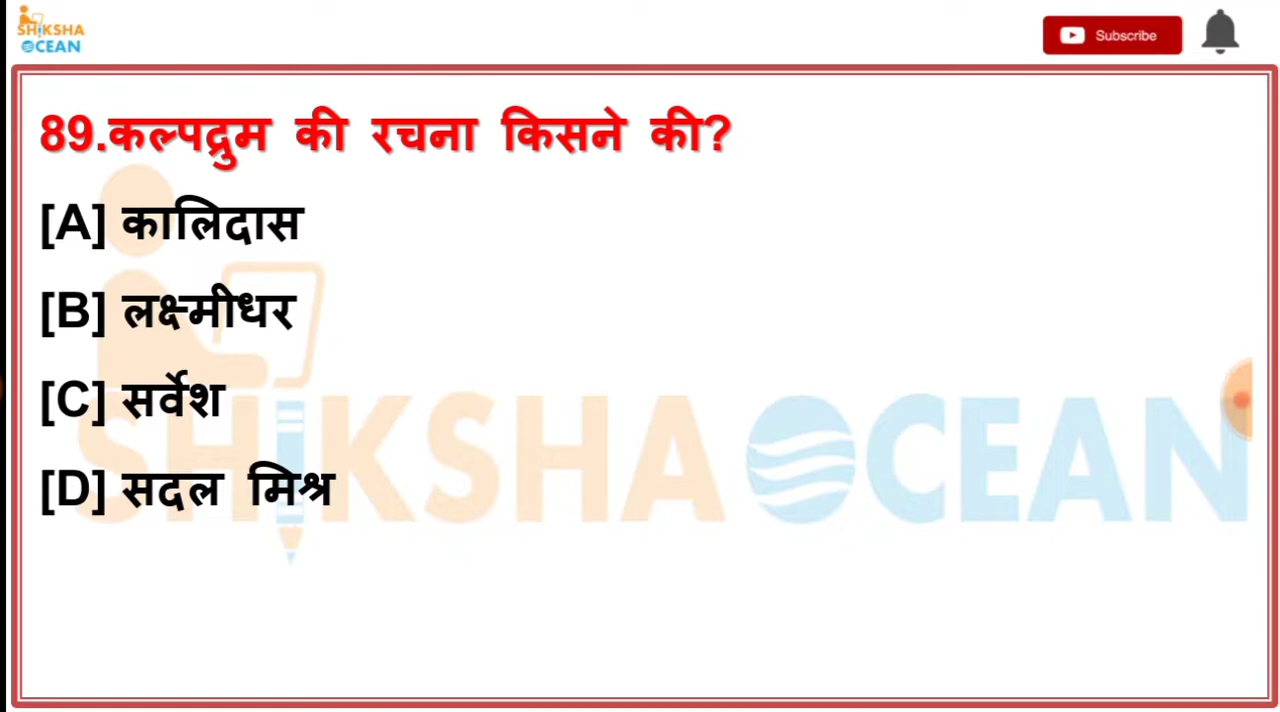 SHIKSHA
OCEAN
Subscribe
89.कल्पद्रुम की रचना किसने की?
[A] कालिदास
[B] लक्ष्मीधर
[C] सर्वेश
[D] सदल मिश्र
SHIKSHA OCEAN